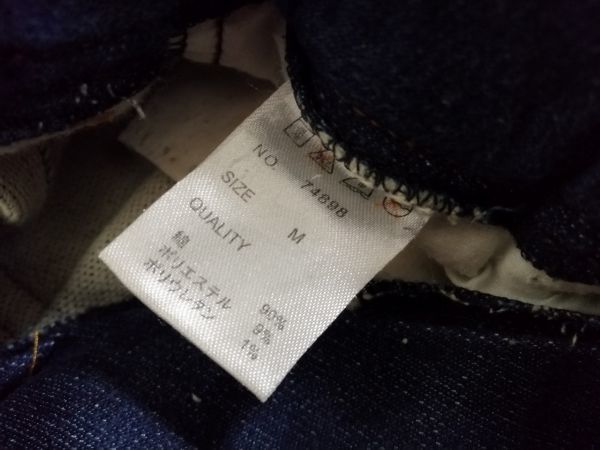 NO. 74898
SIZE M
QUALITY
綿 90%
ポリエステル 9%
ポリウレタン 1%